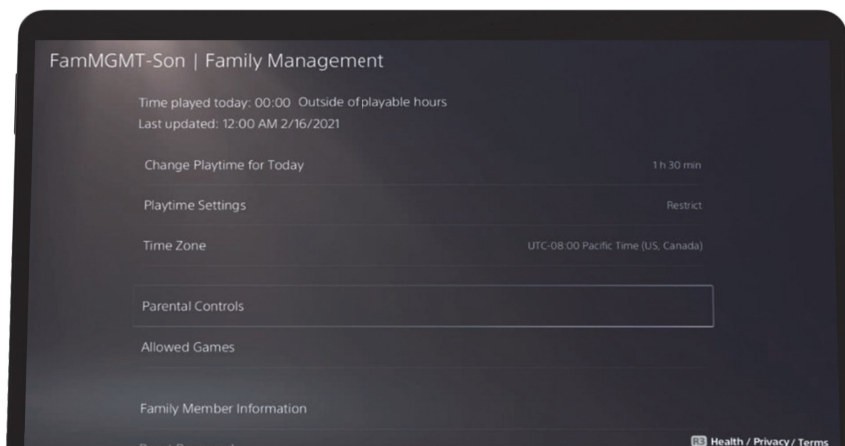 FamMGMT-Son | Family Management
Time played today: 00:00 Outside of playable hours
Last updated: 12:00 AM 2/16/2021
Change Playtime for Today 1 h 30 min
Playtime Settings Restrict
Time Zone UTC-08:00 Pacific Time (US, Canada)
Parental Controls
Allowed Games
Family Member Information
R3 Health / Privacy / Terms